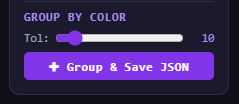 GROUP BY COLOR
Tol: 10
✚ Group & Save JSON